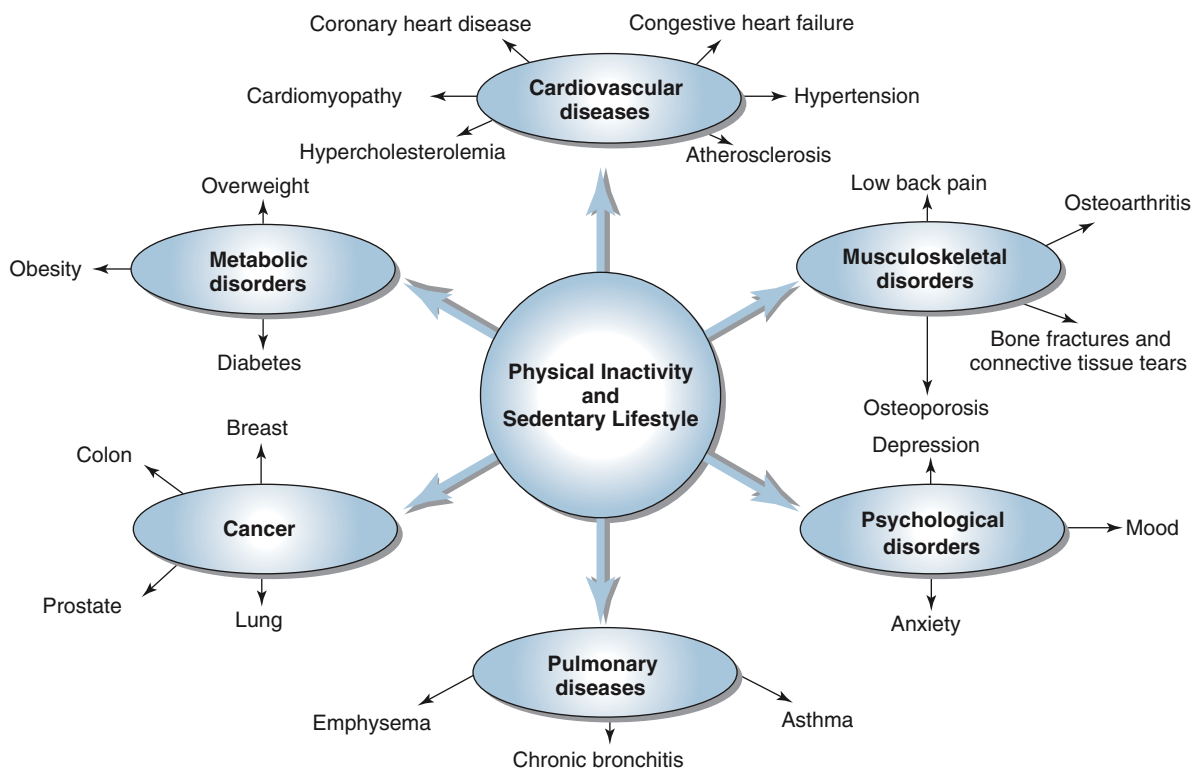 Coronary heart disease
Congestive heart failure
Cardiovascular
diseases
Cardiomyopathy
Hypertension
Hypercholesterolemia
Atherosclerosis
Overweight
Metabolic
disorders
Obesity
Diabetes
Low back pain
Osteoarthritis
Musculoskeletal
disorders
Bone fractures and
connective tissue tears
Osteoporosis
Physical Inactivity
and
Sedentary Lifestyle
Breast
Colon
Cancer
Prostate
Lung
Depression
Psychological
disorders
Mood
Anxiety
Pulmonary
diseases
Emphysema
Asthma
Chronic bronchitis